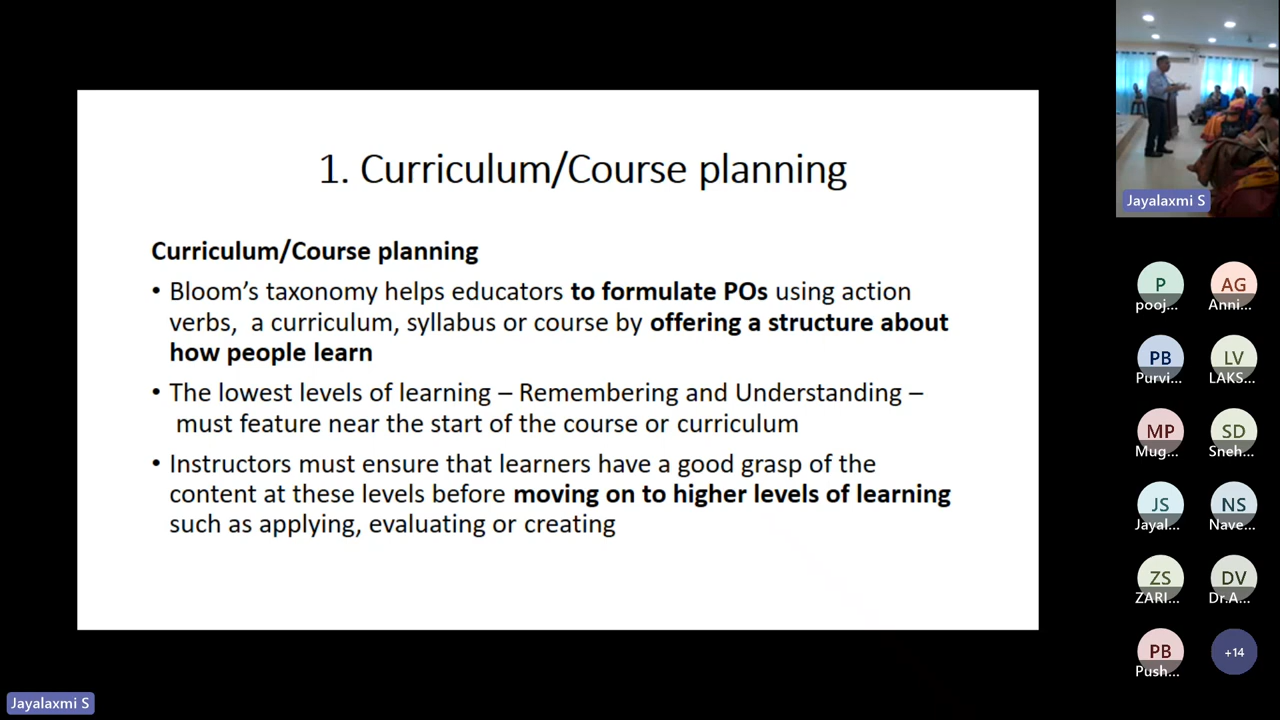 1. Curriculum/Course planning
Curriculum/Course planning
• Bloom's taxonomy helps educators to formulate POs using action
verbs,  a curriculum, syllabus or course by offering a structure about
how people learn
• The lowest levels of learning – Remembering and Understanding –
must feature near the start of the course or curriculum
• Instructors must ensure that learners have a good grasp of the
content at these levels before moving on to higher levels of learning
such as applying, evaluating or creating
Jayalaxmi S
P
pooj...
AG
Anni...
PB
Purvi...
LV
LAKS...
MP
Mug...
SD
Sneh...
JS
Jayal...
NS
Nave...
ZS
ZARI...
DV
Dr.A...
PB
Push...
+14
Jayalaxmi S